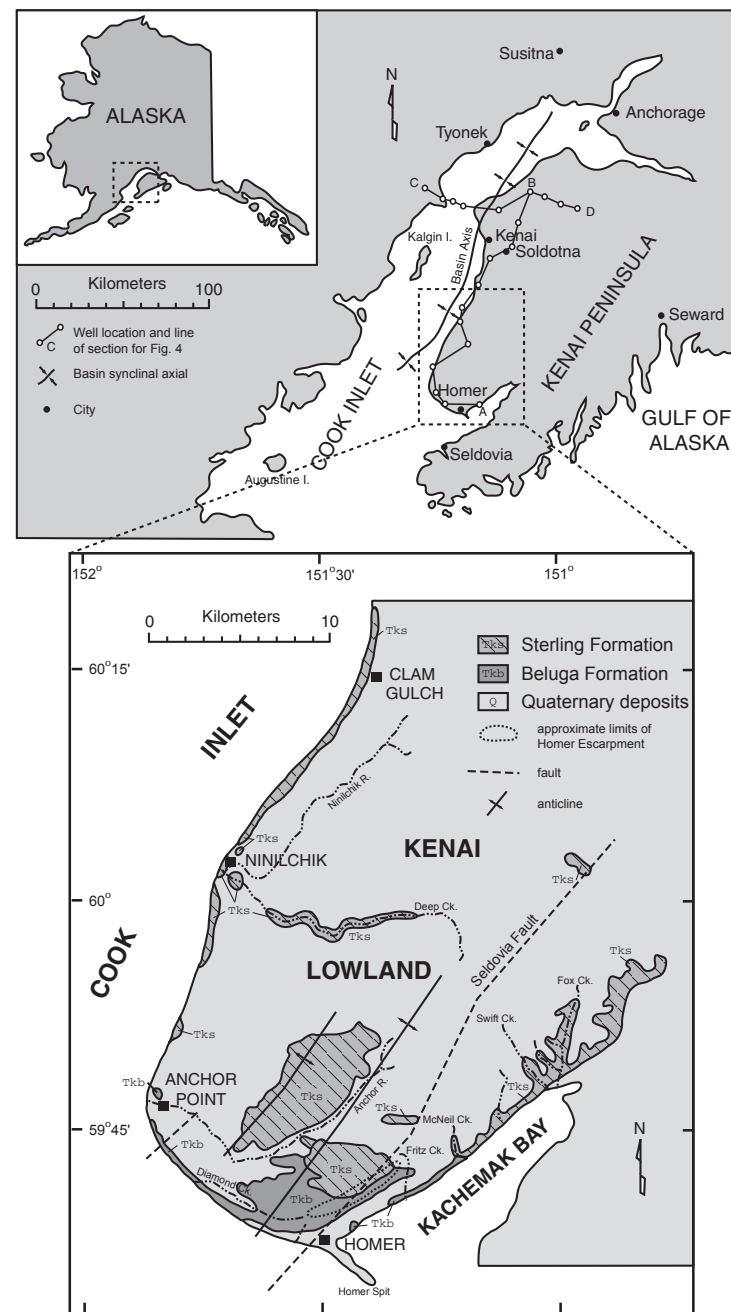 ALASKA
Kilometers
0 100
Well location and line
of section for Fig. 4
C
Basin synclinal axial
City
N
Susitna
Anchorage
Tyonek
C
B
D
Kalgin I.
Basin Axis
Kenai
Soldotna
KENAI PENINSULA
Seward
Homer
A
COOK INLET
GULF OF
ALASKA
Seldovia
Augustine I.
152°
151°30'
151°
Kilometers
0 10
Tks
Tks Sterling Formation
Tkb Beluga Formation
Q Quaternary deposits
approximate limits of
Homer Escarpment
fault
anticline
60°15'
CLAM
GULCH
INLET
Ninilchik R.
Tks
KENAI
NINILCHIK
Tks
60°
Tks
Deep Ck.
Tks
Seldovia Fault
Tks
COOK
LOWLAND
Fox Ck.
Swift Ck.
Tks
Tkb
ANCHOR
POINT
Tks
Anchor R.
Tks
Tks
McNeil Ck.
59°45'
Tkb
Fritz Ck.
Tks
N
Diamond Ck.
Tkb
KACHEMAK BAY
Tkb
HOMER
Homer Spit